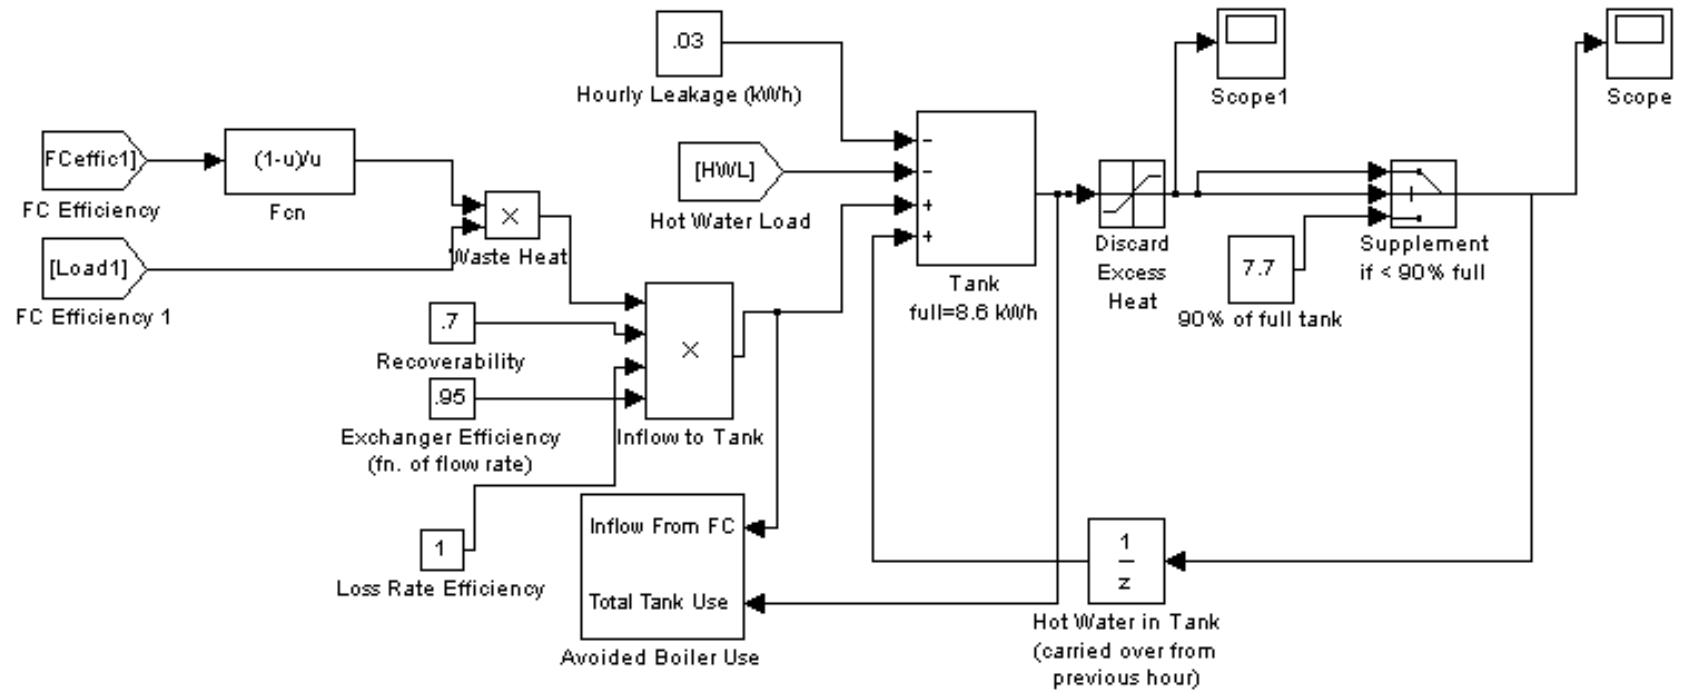 .03
Hourly Leakage (kWh)
Scope1
Scope
FCeffic1]
FC Efficiency
(1-u)/u
Fcn
[HWL]
Hot Water Load
−
−
+
+
Tank
full=8.6 kWh
Discard
Excess
Heat
Supplement
if < 90% full
7.7
90% of full tank
×
Waste Heat
[Load1]
FC Efficiency 1
.7
Recoverability
.95
Exchanger Efficiency
(fn. of flow rate)
×
Inflow to Tank
1
Loss Rate Efficiency
Inflow From FC
Total Tank Use
Avoided Boiler Use
1
z
Hot Water in Tank
(carried over from
previous hour)